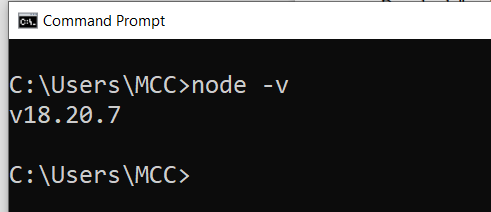 Command Prompt
C:\Users\MCC>node -v
v18.20.7
C:\Users\MCC>